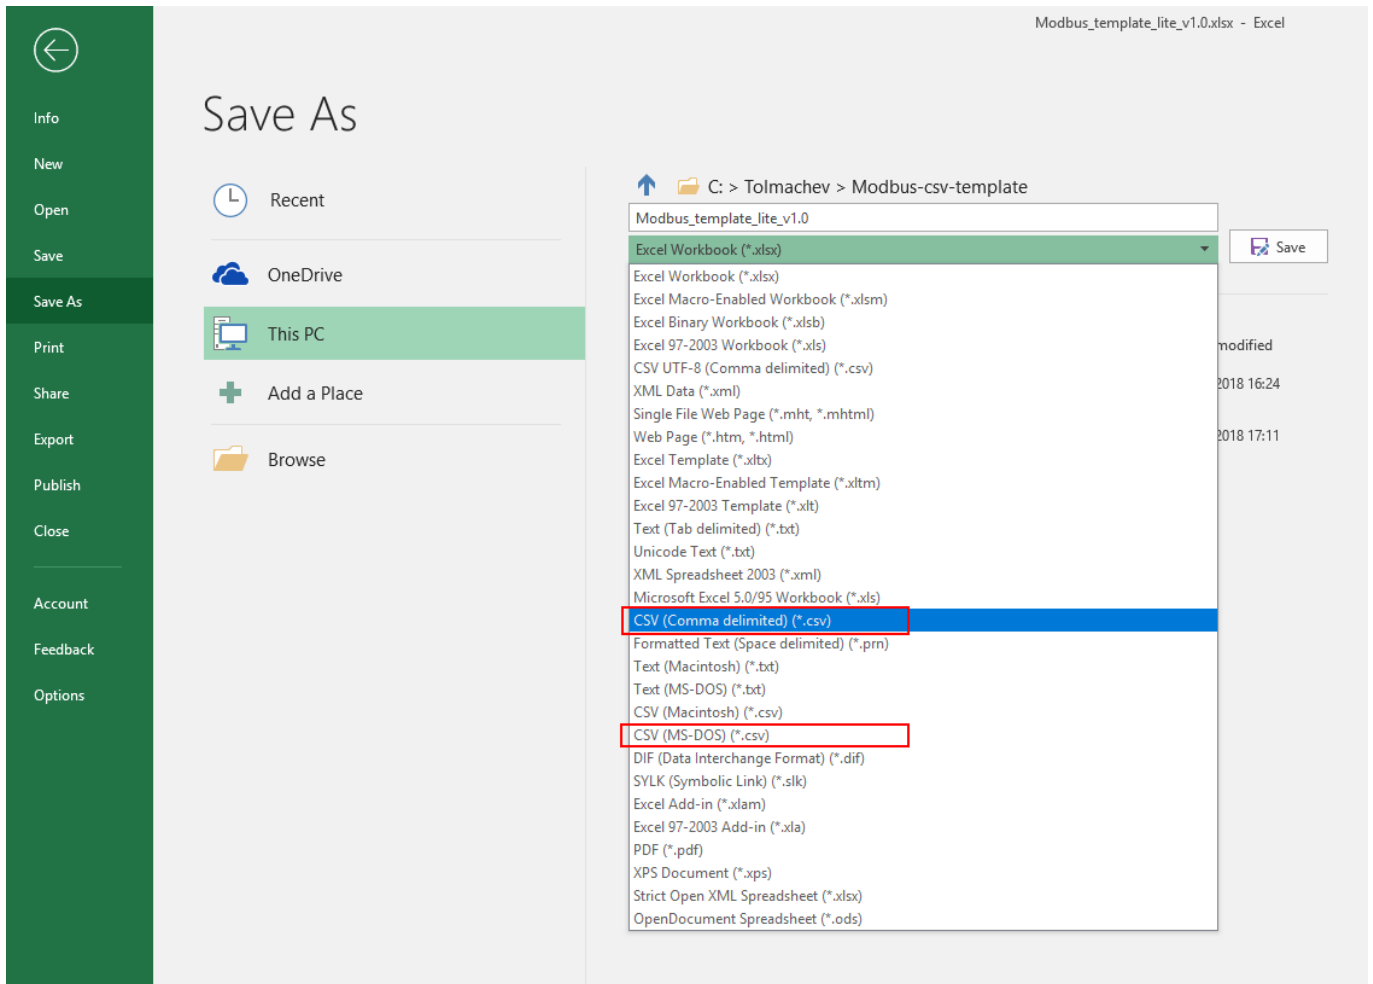 Modbus_template_lite_v1.0.xlsx - Excel
Info
New
Open
Save
Save As
Print
Share
Export
Publish
Close
Account
Feedback
Options
Save As
Recent
OneDrive
This PC
Add a Place
Browse
C: > Tolmachev > Modbus-csv-template
Modbus_template_lite_v1.0
Excel Workbook (*.xlsx)
Save
Excel Workbook (*.xlsx)
Excel Macro-Enabled Workbook (*.xlsm)
Excel Binary Workbook (*.xlsb)
Excel 97-2003 Workbook (*.xls)
CSV UTF-8 (Comma delimited) (*.csv)
XML Data (*.xml)
Single File Web Page (*.mht, *.mhtml)
Web Page (*.htm, *.html)
Excel Template (*.xltx)
Excel Macro-Enabled Template (*.xltm)
Excel 97-2003 Template (*.xlt)
Text (Tab delimited) (*.txt)
Unicode Text (*.txt)
XML Spreadsheet 2003 (*.xml)
Microsoft Excel 5.0/95 Workbook (*.xls)
CSV (Comma delimited) (*.csv)
Formatted Text (Space delimited) (*.prn)
Text (Macintosh) (*.txt)
Text (MS-DOS) (*.txt)
CSV (Macintosh) (*.csv)
CSV (MS-DOS) (*.csv)
DIF (Data Interchange Format) (*.dif)
SYLK (Symbolic Link) (*.slk)
Excel Add-in (*.xlam)
Excel 97-2003 Add-in (*.xla)
PDF (*.pdf)
XPS Document (*.xps)
Strict Open XML Spreadsheet (*.xlsx)
OpenDocument Spreadsheet (*.ods)
modified
2018 16:24
2018 17:11